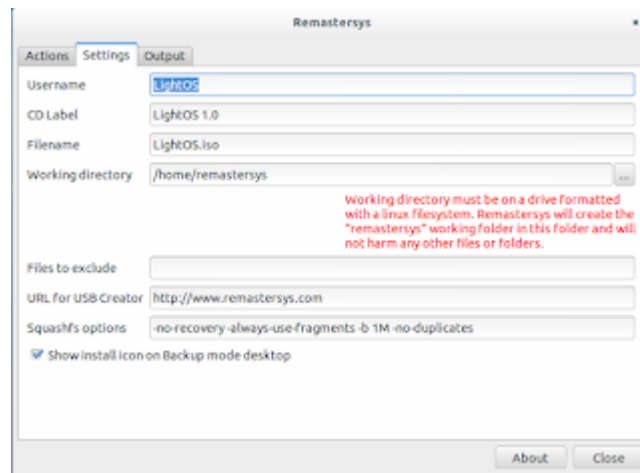 Remastersys
Actions Settings Output
Username LightOS
CD Label LightOS 1.0
Filename LightOS.iso
Working directory /home/remastersys ...
Working directory must be on a drive formatted
with a linux filesystem. Remastersys will create the
"remastersys" working folder in this folder and will
not harm any other files or folders.
Files to exclude
URL for USB Creator http://www.remastersys.com
Squashfs options -no-recovery -always-use-fragments -b 1M -no-duplicates
Show install icon on Backup mode desktop
About Close